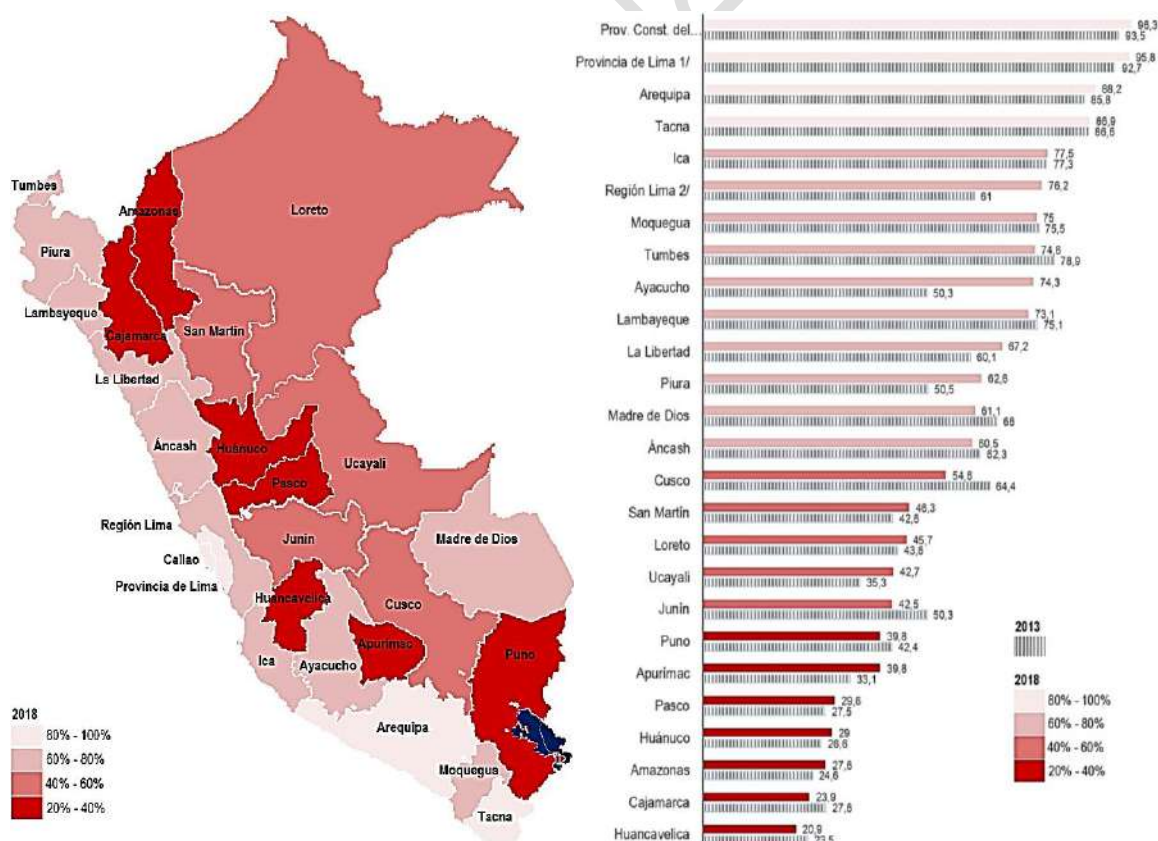 Tumbes
Piura
Lambayeque
Amazonas
Cajamarca
Loreto
San Martín
La Libertad
Áncash
Huánuco
Pasco
Ucayali
Región Lima
Callao
Provincia de Lima
Junín
Madre de Dios
Huancavelica
Cusco
Ica
Ayacucho
Apurímac
Puno
Arequipa
Moquegua
Tacna
2018
80% - 100%
60% - 80%
40% - 60%
20% - 40%
Prov. Const. del... 96,3
93,5
Provincia de Lima 1/ 95,8
92,7
Arequipa 88,2
85,8
Tacna 86,9
86,6
Ica 77,5
77,3
Región Lima 2/ 76,2
61
Moquegua 75
75,5
Tumbes 74,6
78,9
Ayacucho 74,3
50,3
Lambayeque 73,1
75,1
La Libertad 67,2
60,1
Piura 62,6
50,5
Madre de Dios 61,1
66
Áncash 60,5
62,3
Cusco 54,6
64,4
San Martín 46,3
42,6
Loreto 45,7
43,8
Ucayali 42,7
35,3
Junín 42,5
50,3
Puno 39,8
42,4
Apurímac 39,8
33,1
Pasco 29,6
27,5
Huánuco 29
26,6
Amazonas 27,6
24,6
Cajamarca 23,9
27,6
Huancavelica 20,9
2013
2018
80% - 100%
60% - 80%
40% - 60%
20% - 40%